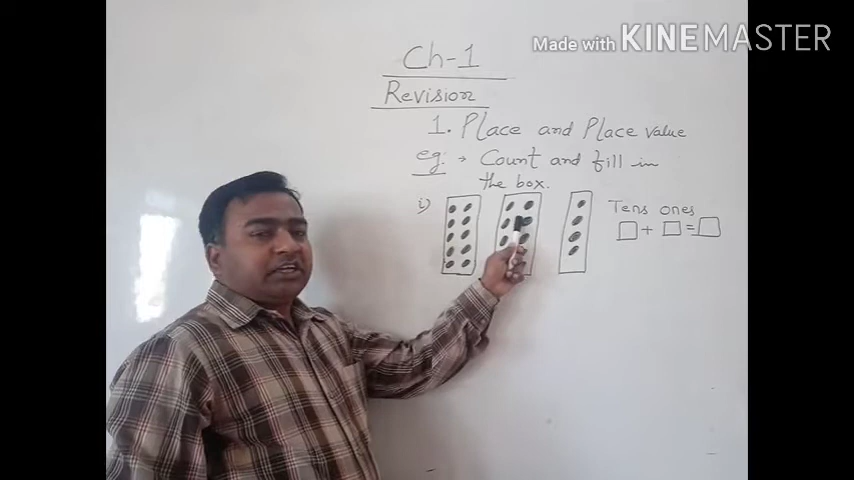 Made with KINEMASTER
Ch-1
Revision
1. Place and Place value
eg: → Count and fill in
the box.
i)
Tens ones
+ =